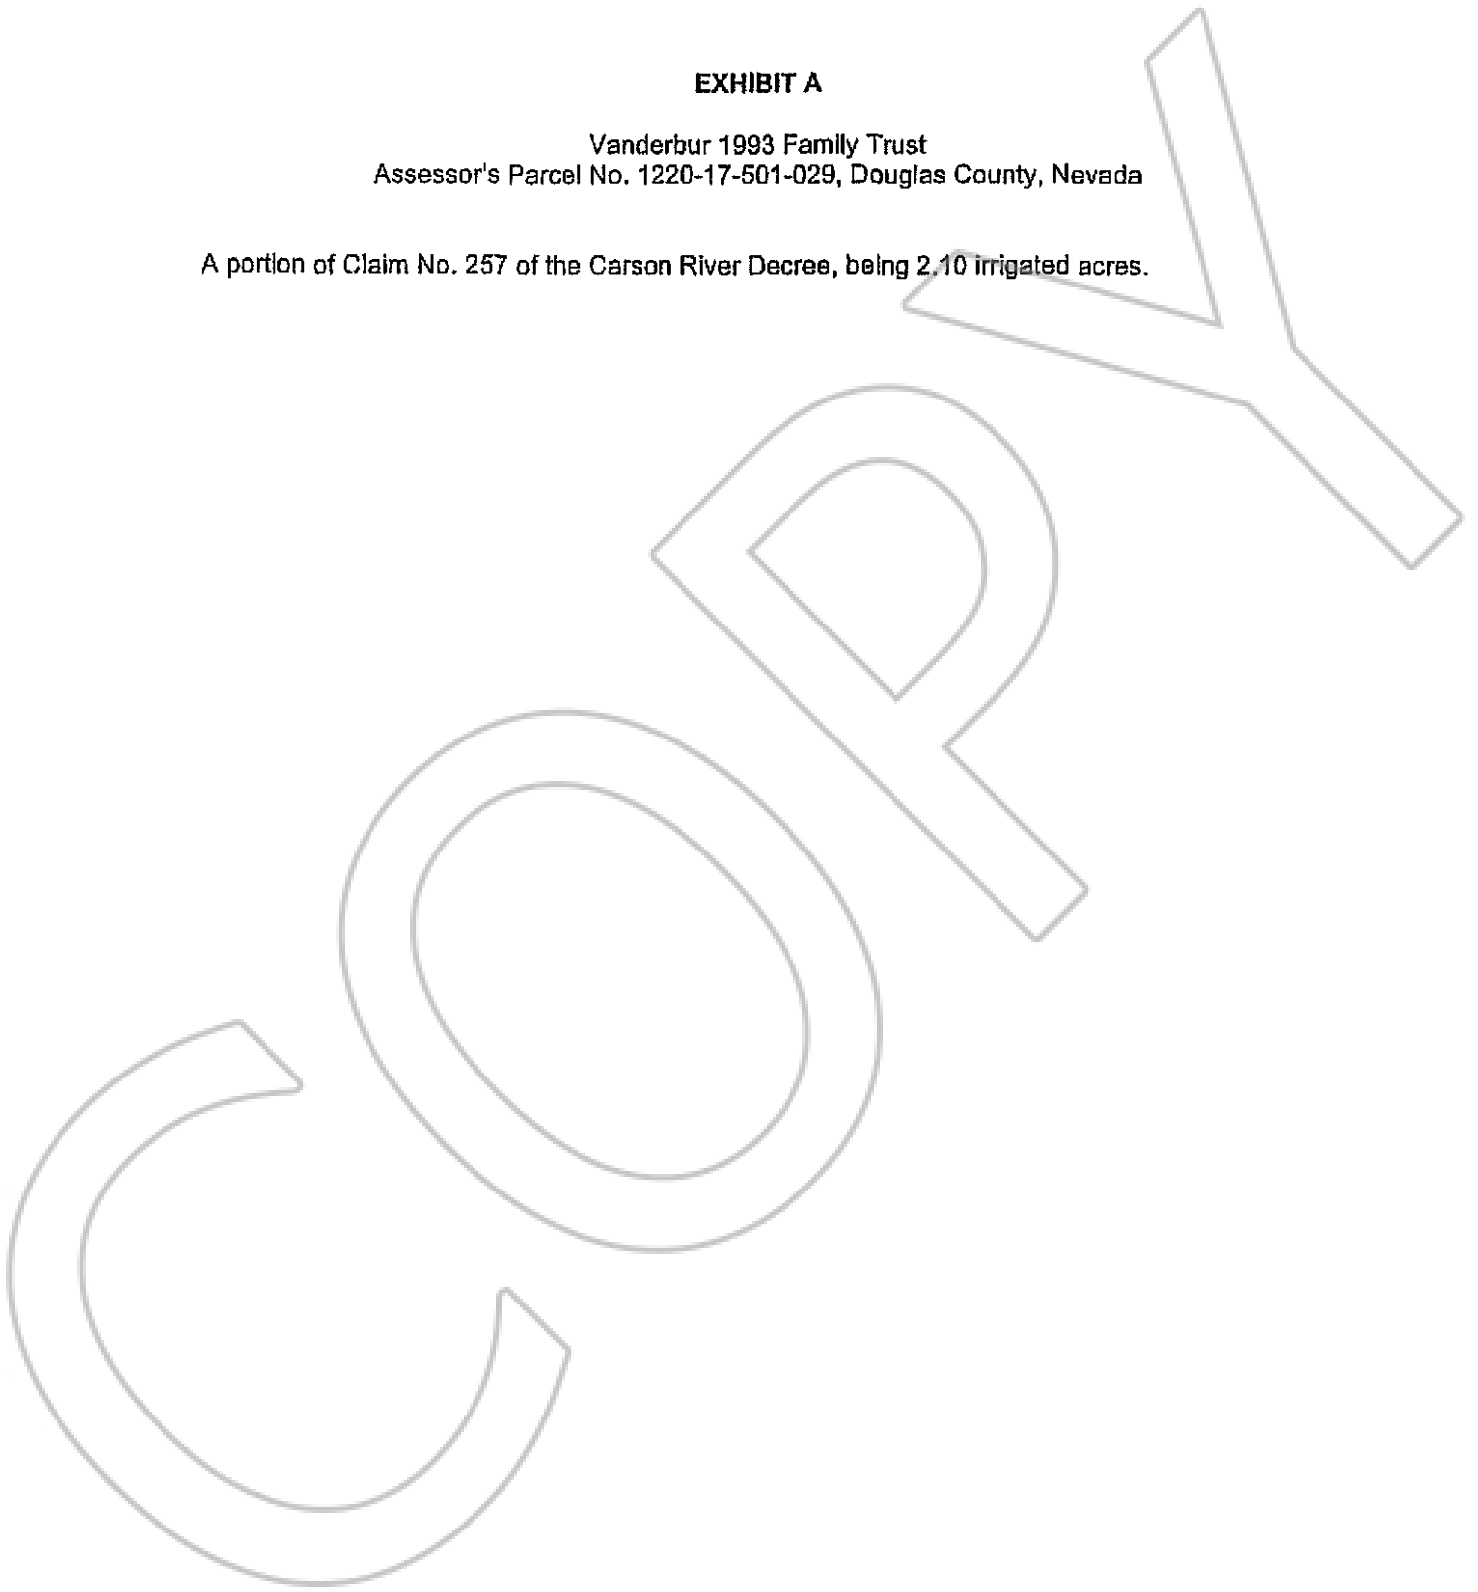 EXHIBIT A
Vanderbur 1993 Family Trust
Assessor's Parcel No. 1220-17-501-029, Douglas County, Nevada
A portion of Claim No. 257 of the Carson River Decree, being 2.10 irrigated acres.
COPY